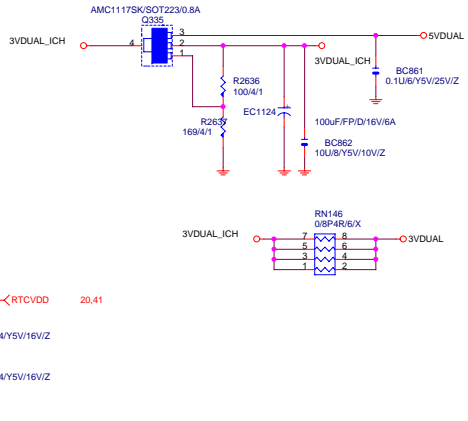 AMC1117SK/SOT223/0.8A
Q335
3VDUAL_ICH
4
3
2
1
5VDUAL
3VDUAL_ICH
BC861
0.1U/6/Y5V/25V/Z
R2636
100/4/1
EC1124
R2637
169/4/1
100uF/FP/D/16V/6A
BC862
10U/8/Y5V/10V/Z
RN146
0/8P4R/6/X
3VDUAL_ICH
7 8
5 6
3 4
1 2
3VDUAL
RTCVDD 20,41
4/Y5V/16V/Z
4/Y5V/16V/Z